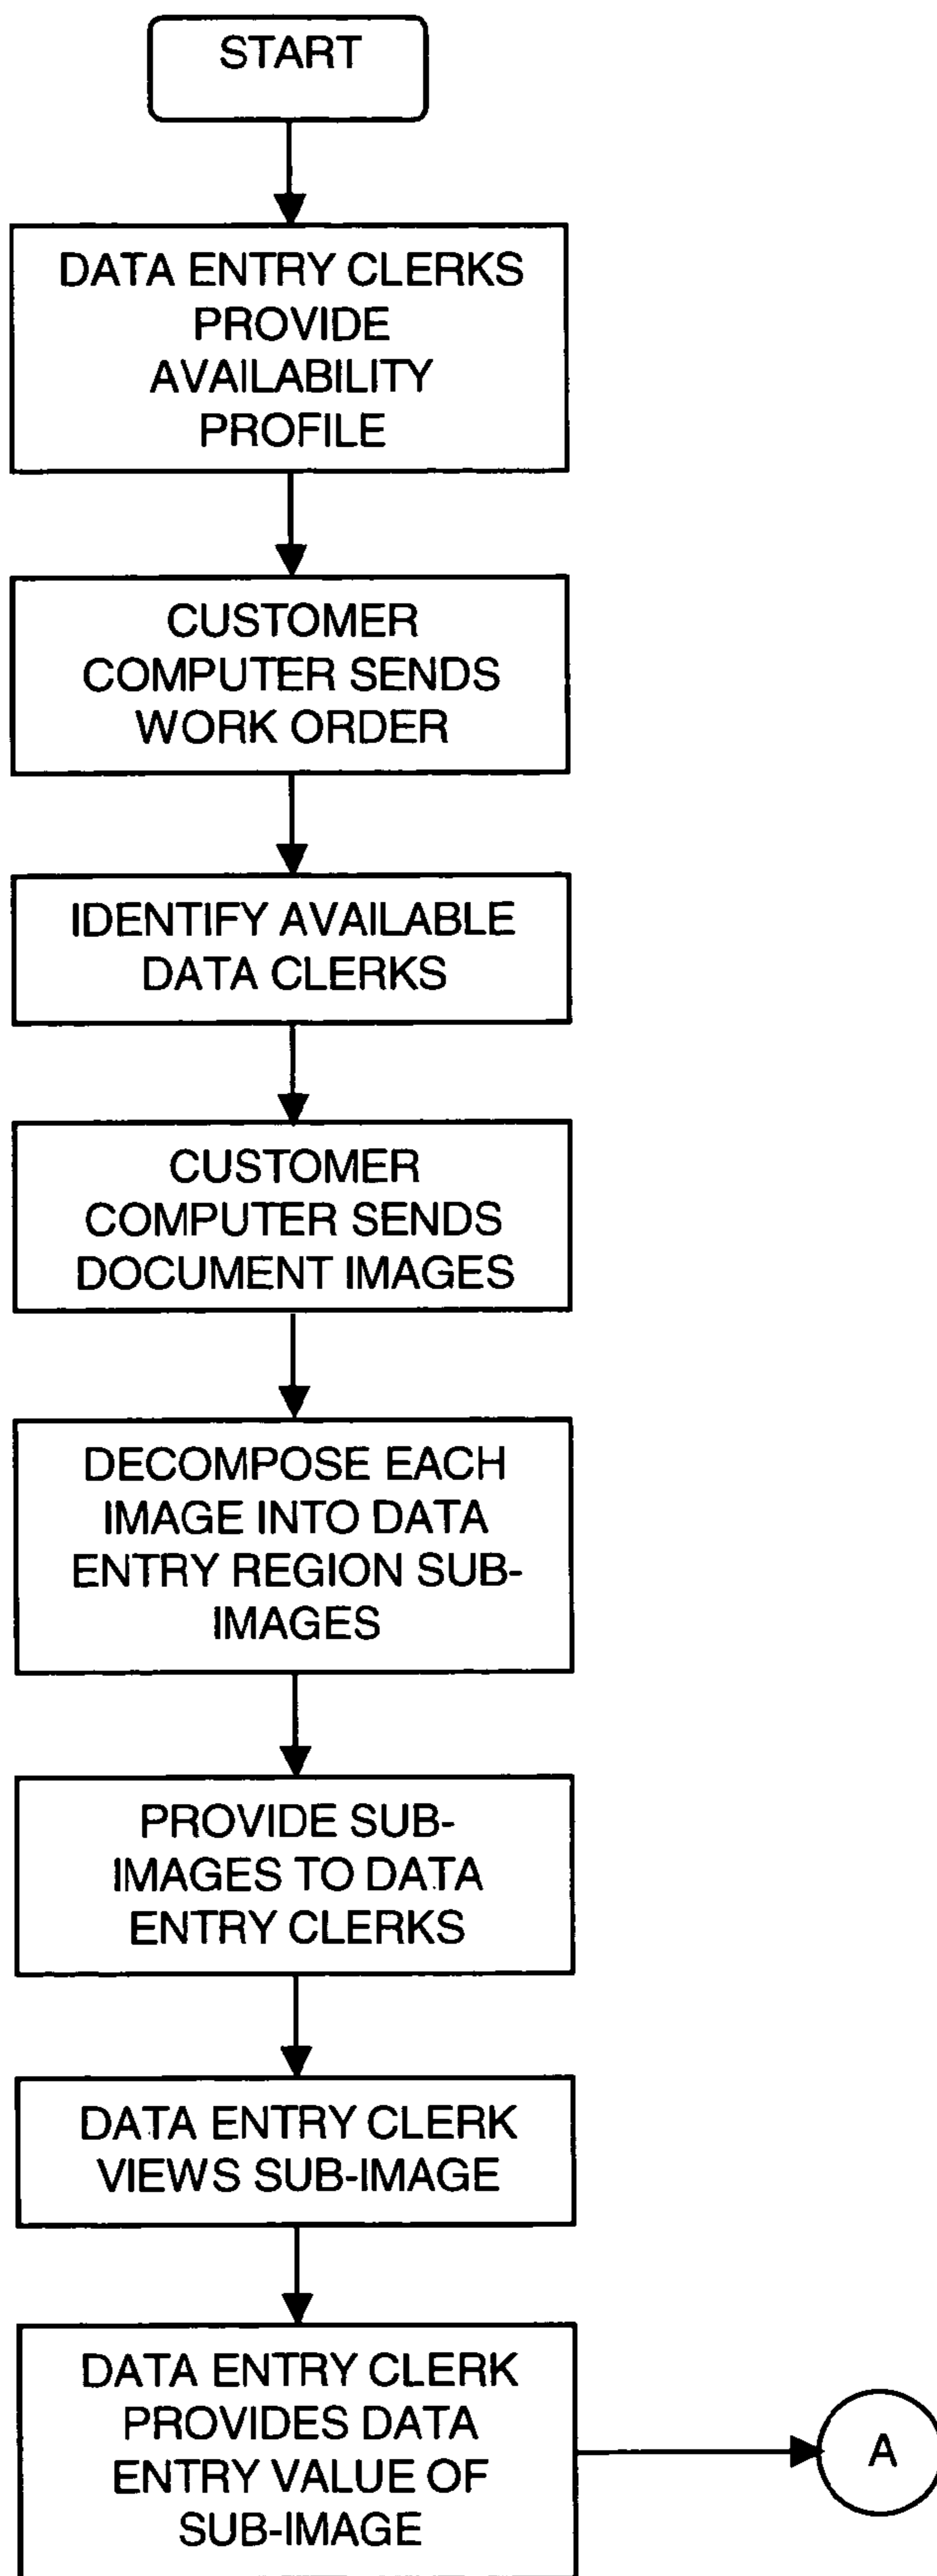 START
DATA ENTRY CLERKS
PROVIDE
AVAILABILITY
PROFILE
CUSTOMER
COMPUTER SENDS
WORK ORDER
IDENTIFY AVAILABLE
DATA CLERKS
CUSTOMER
COMPUTER SENDS
DOCUMENT IMAGES
DECOMPOSE EACH
IMAGE INTO DATA
ENTRY REGION SUB-
IMAGES
PROVIDE SUB-
IMAGES TO DATA
ENTRY CLERKS
DATA ENTRY CLERK
VIEWS SUB-IMAGE
DATA ENTRY CLERK
PROVIDES DATA
ENTRY VALUE OF
SUB-IMAGE
A